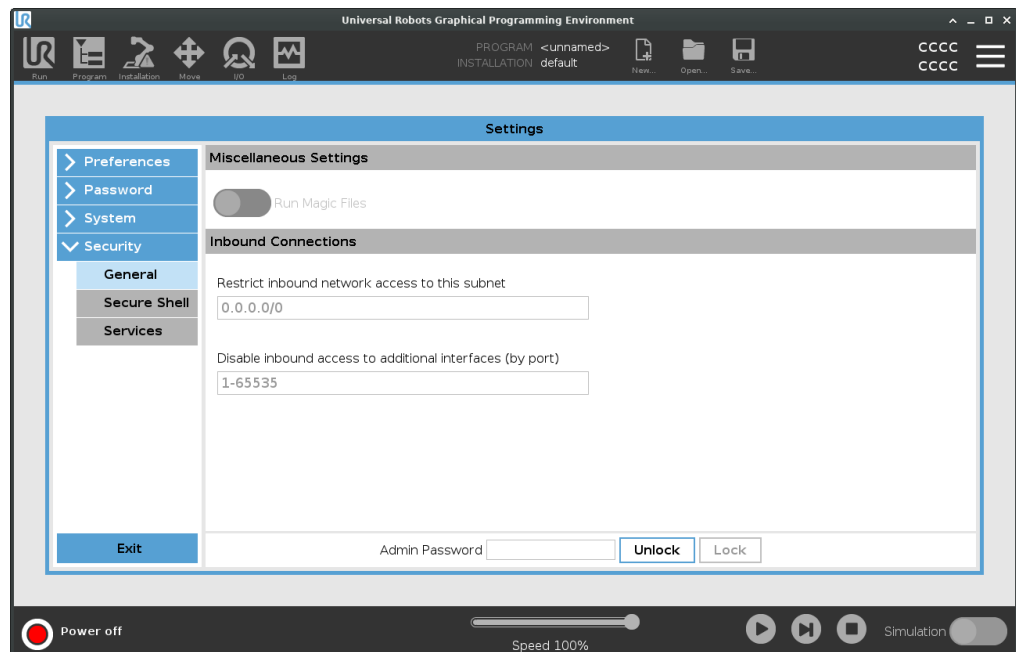 Universal Robots Graphical Programming Environment
UR
Run
Program
Installation
Move
I/O
Log
PROGRAM <unnamed>
INSTALLATION default
New...
Open...
Save...
CCCC
CCCC
Settings
Preferences
Password
System
Security
General
Secure Shell
Services
Exit
Miscellaneous Settings
Run Magic Files
Inbound Connections
Restrict inbound network access to this subnet
0.0.0.0/0
Disable inbound access to additional interfaces (by port)
1-65535
Admin Password
Unlock
Lock
Power off
Speed 100%
Simulation